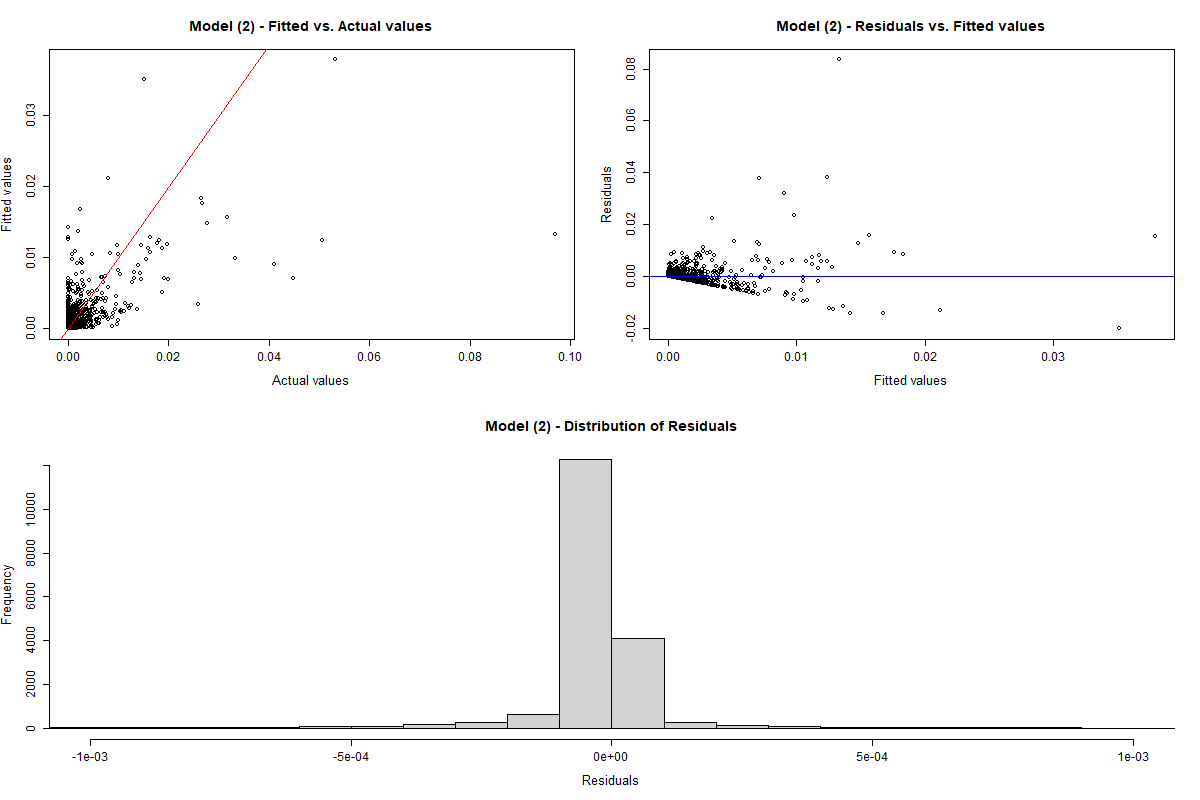 Model (2) - Fitted vs. Actual values
Fitted values
0.00 0.01 0.02 0.03
0.00 0.02 0.04 0.06 0.08 0.10
Actual values
Model (2) - Residuals vs. Fitted values
Residuals
-0.02 0.00 0.02 0.04 0.06 0.08
0.00 0.01 0.02 0.03
Fitted values
Model (2) - Distribution of Residuals
Frequency
0 2000 4000 6000 8000 10000
-1e-03 -5e-04 0e+00 5e-04 1e-03
Residuals